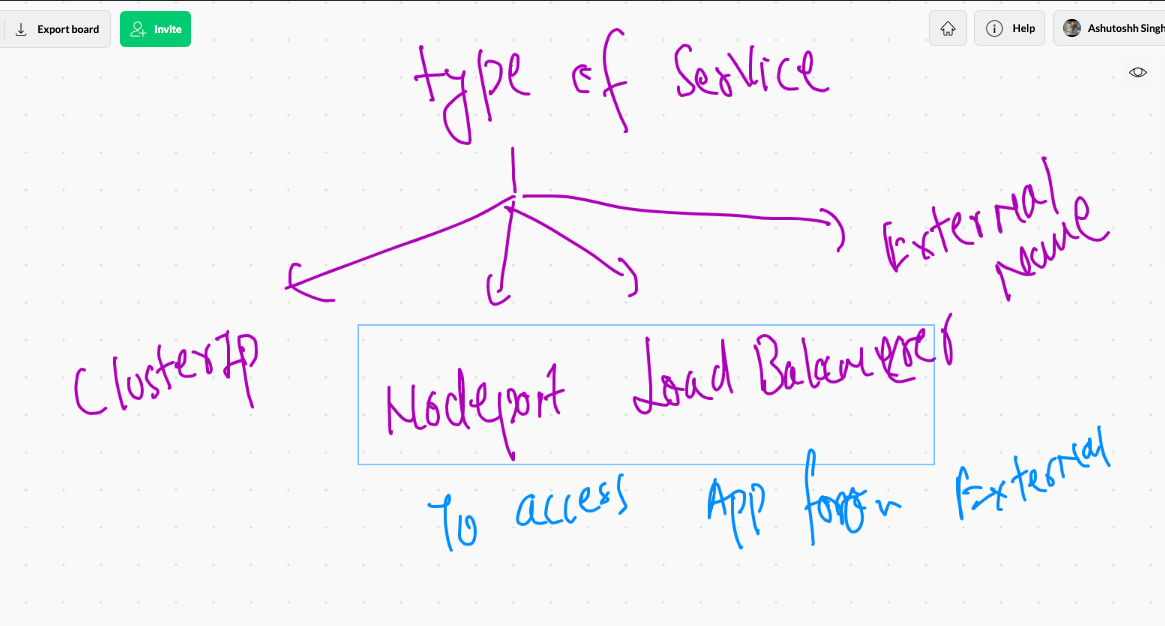 Export board
Invite
Help
Ashutoshh Singh
type of Service
External
Name
ClusterIp
Nodeport
Load Balancer
To access App from External